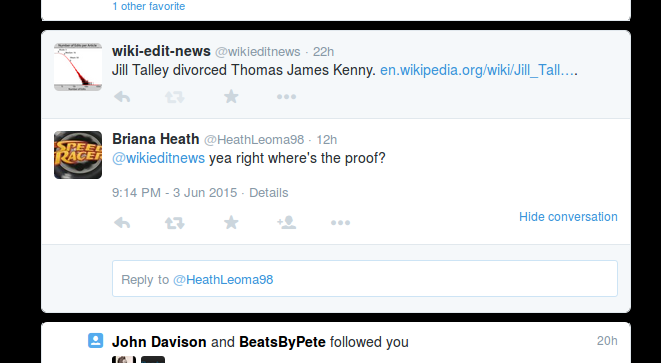 1 other favorite
wiki-edit-news @wikieditnews · 22h
Jill Talley divorced Thomas James Kenny. en.wikipedia.org/wiki/Jill_Tall….
Briana Heath @HeathLeoma98 · 12h
SPEED
RACER
@wikieditnews yea right where's the proof?
9:14 PM - 3 Jun 2015 · Details
Hide conversation
Reply to @HeathLeoma98
John Davison and BeatsByPete followed you 20h